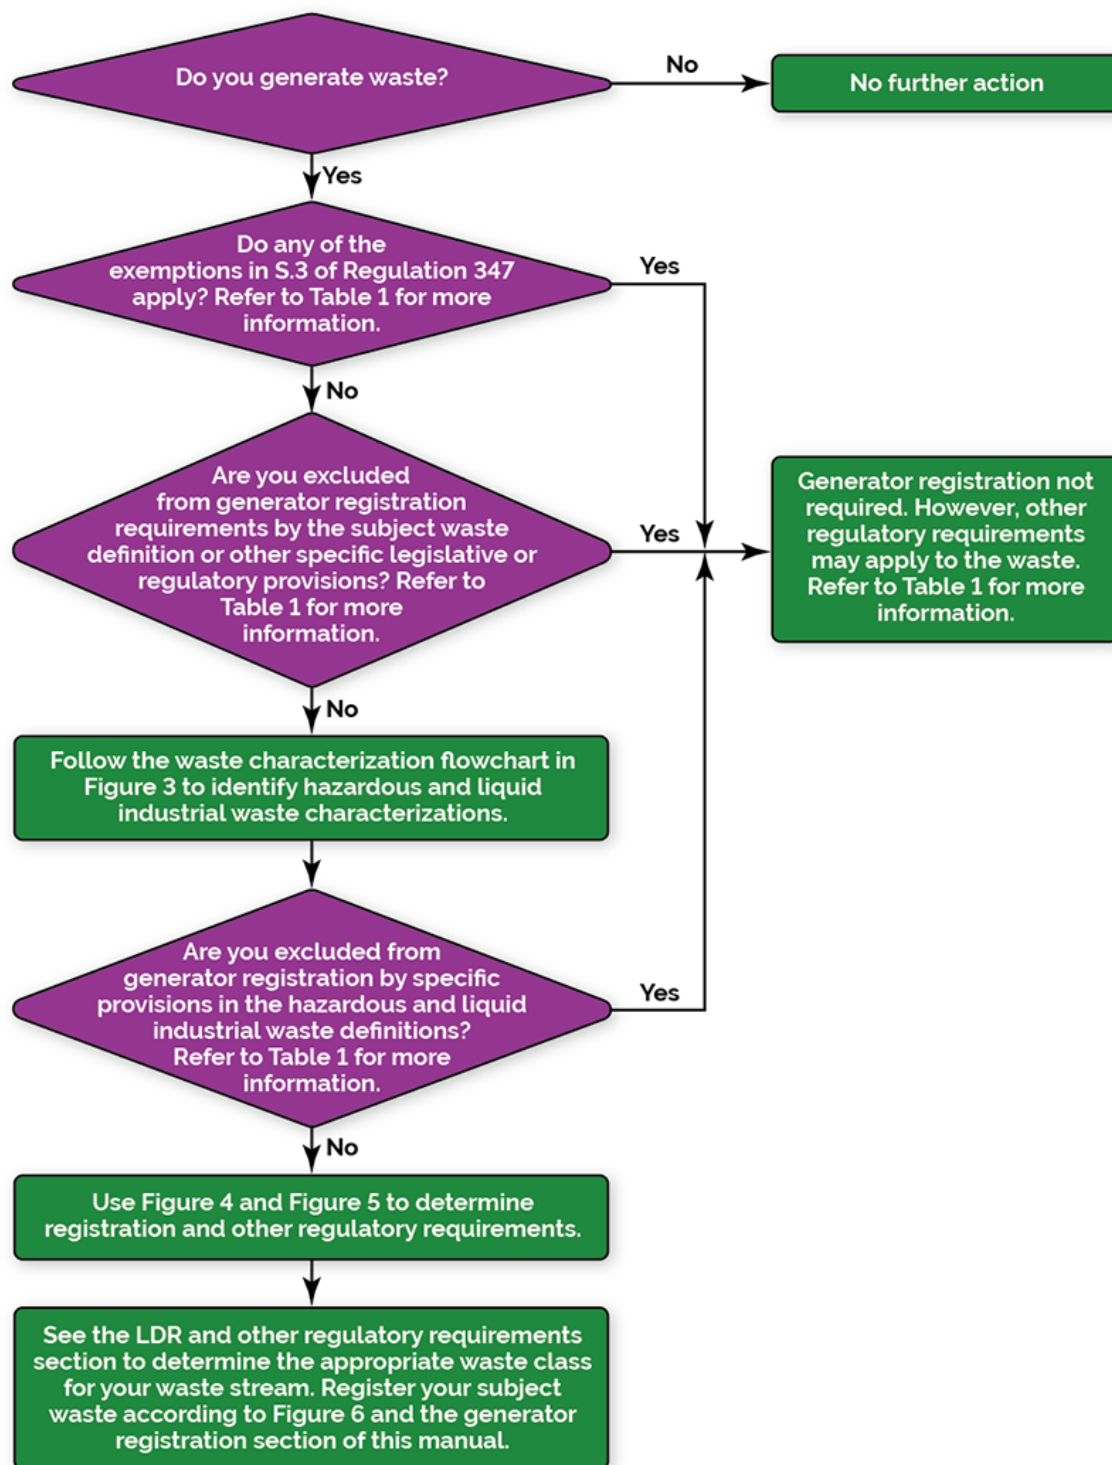 Do you generate waste?
No
No further action
Yes
Do any of the
exemptions in S.3 of Regulation 347
apply? Refer to Table 1 for more
information.
Yes
No
Are you excluded
from generator registration
requirements by the subject waste
definition or other specific legislative or
regulatory provisions? Refer to
Table 1 for more
information.
Yes
Generator registration not
required. However, other
regulatory requirements
may apply to the waste.
Refer to Table 1 for more
information.
No
Follow the waste characterization flowchart in
Figure 3 to identify hazardous and liquid
industrial waste characterizations.
Are you excluded from
generator registration by specific
provisions in the hazardous and liquid
industrial waste definitions?
Refer to Table 1 for more
information.
Yes
No
Use Figure 4 and Figure 5 to determine
registration and other regulatory requirements.
See the LDR and other regulatory requirements
section to determine the appropriate waste class
for your waste stream. Register your subject
waste according to Figure 6 and the generator
registration section of this manual.